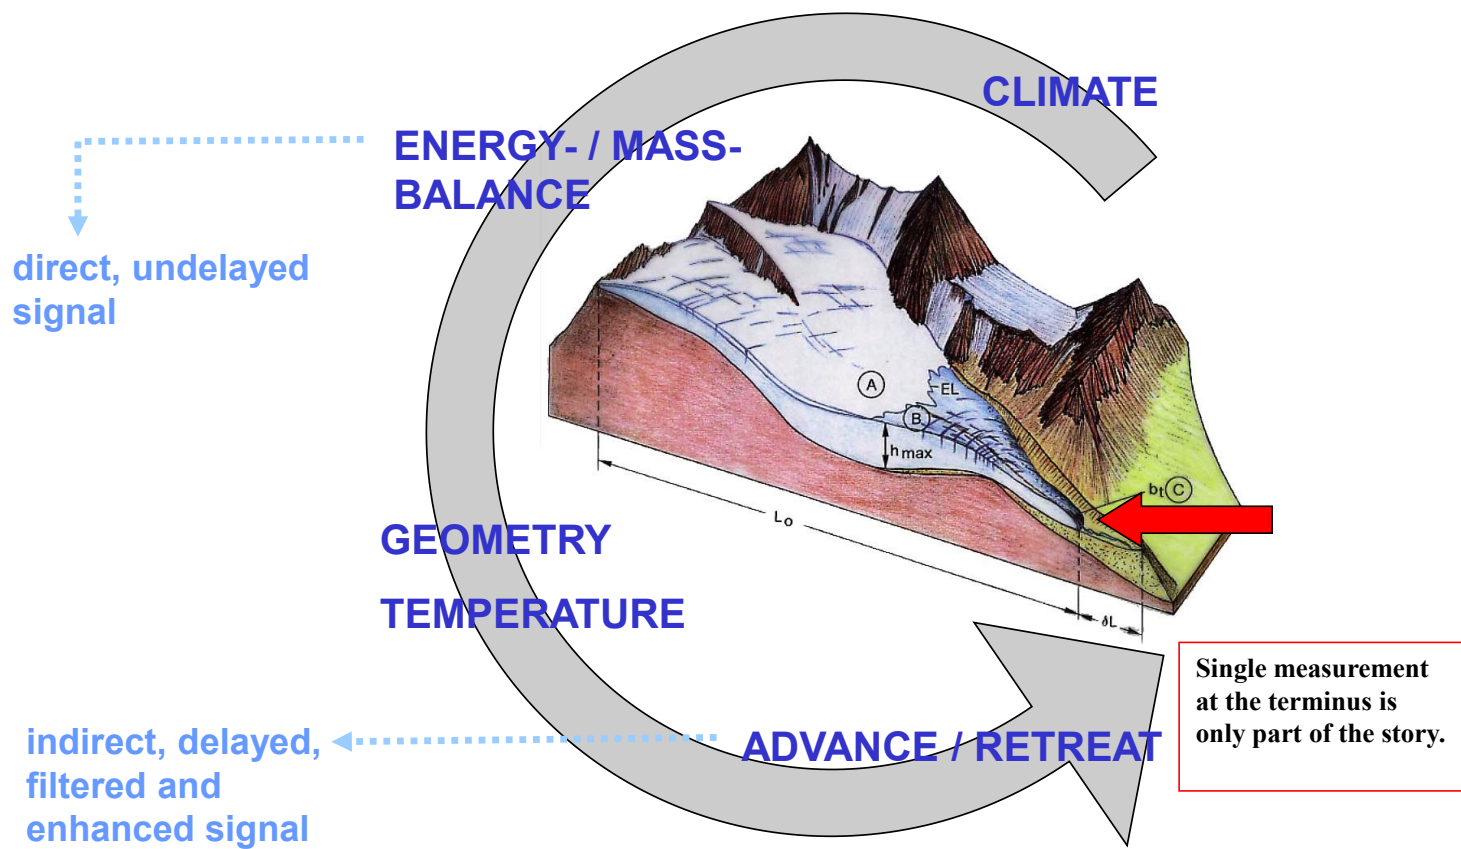 CLIMATE
ENERGY- / MASS-
BALANCE
direct, undelayed
signal
A
EL
B
h max
bt C
Lo
GEOMETRY
TEMPERATURE
δL
Single measurement
at the terminus is
only part of the story.
indirect, delayed,
filtered and
enhanced signal
ADVANCE / RETREAT